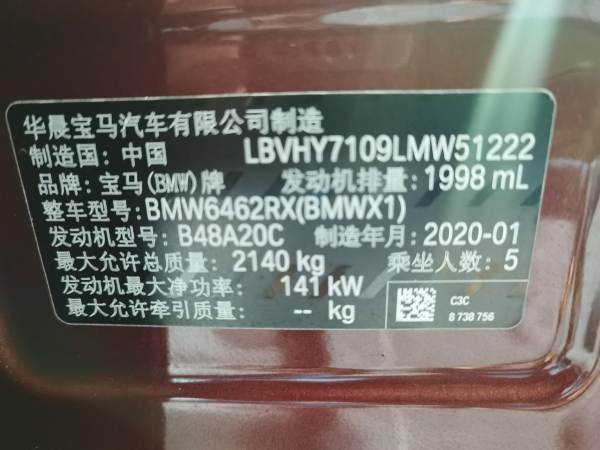 华晨宝马汽车有限公司制造
制造国: 中国 LBVHY7109LMW51222
品牌: 宝马(BMW)牌 发动机排量: 1998 mL
整车型号: BMW6462RX(BMWX1)
发动机型号: B48A20C 制造年月: 2020-01
最大允许总质量: 2140 kg 乘坐人数: 5
发动机最大净功率: 141 kW
最大允许牵引质量: -- kg
C3C
8 738 756